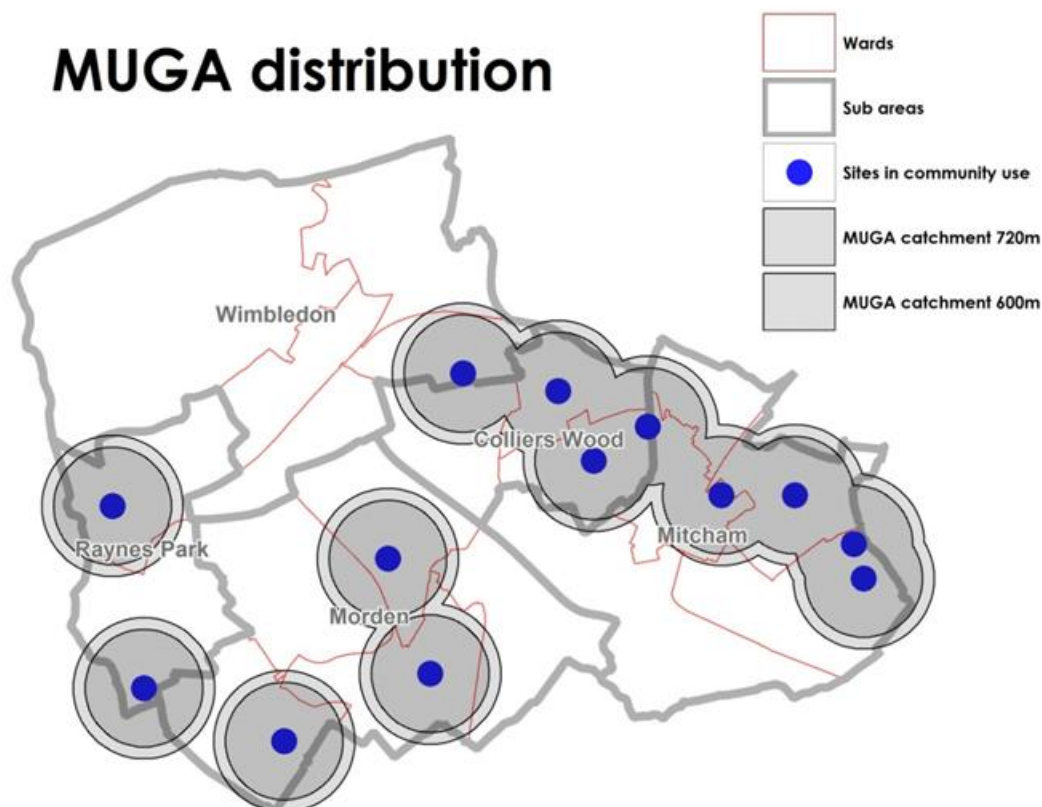 MUGA distribution
Wards
Sub areas
Sites in community use
MUGA catchment 720m
MUGA catchment 600m
Wimbledon
Colliers Wood
Mitcham
Raynes Park
Morden